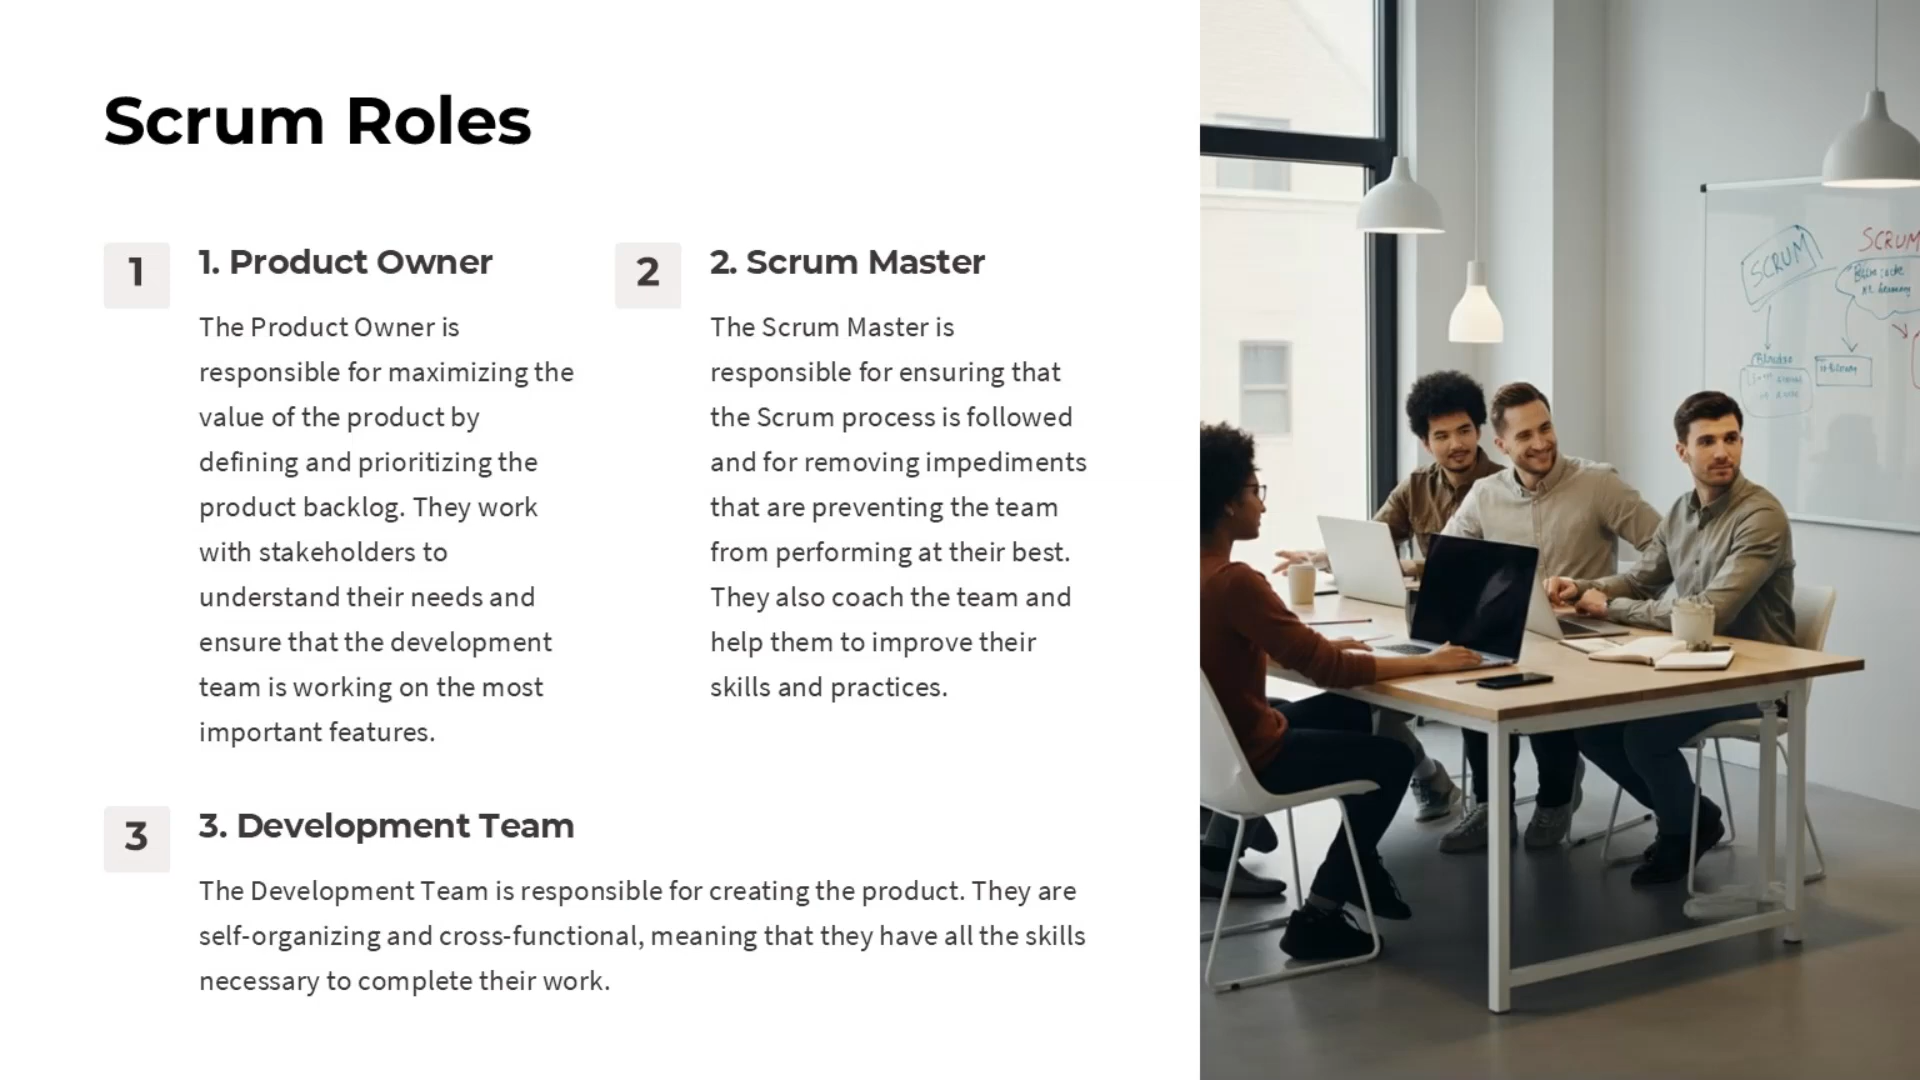 Scrum Roles
1
1. Product Owner
The Product Owner is
responsible for maximizing the
value of the product by
defining and prioritizing the
product backlog. They work
with stakeholders to
understand their needs and
ensure that the development
team is working on the most
important features.
2
2. Scrum Master
The Scrum Master is
responsible for ensuring that
the Scrum process is followed
and for removing impediments
that are preventing the team
from performing at their best.
They also coach the team and
help them to improve their
skills and practices.
3
3. Development Team
The Development Team is responsible for creating the product. They are
self-organizing and cross-functional, meaning that they have all the skills
necessary to complete their work.
SCRUM
SCRUM